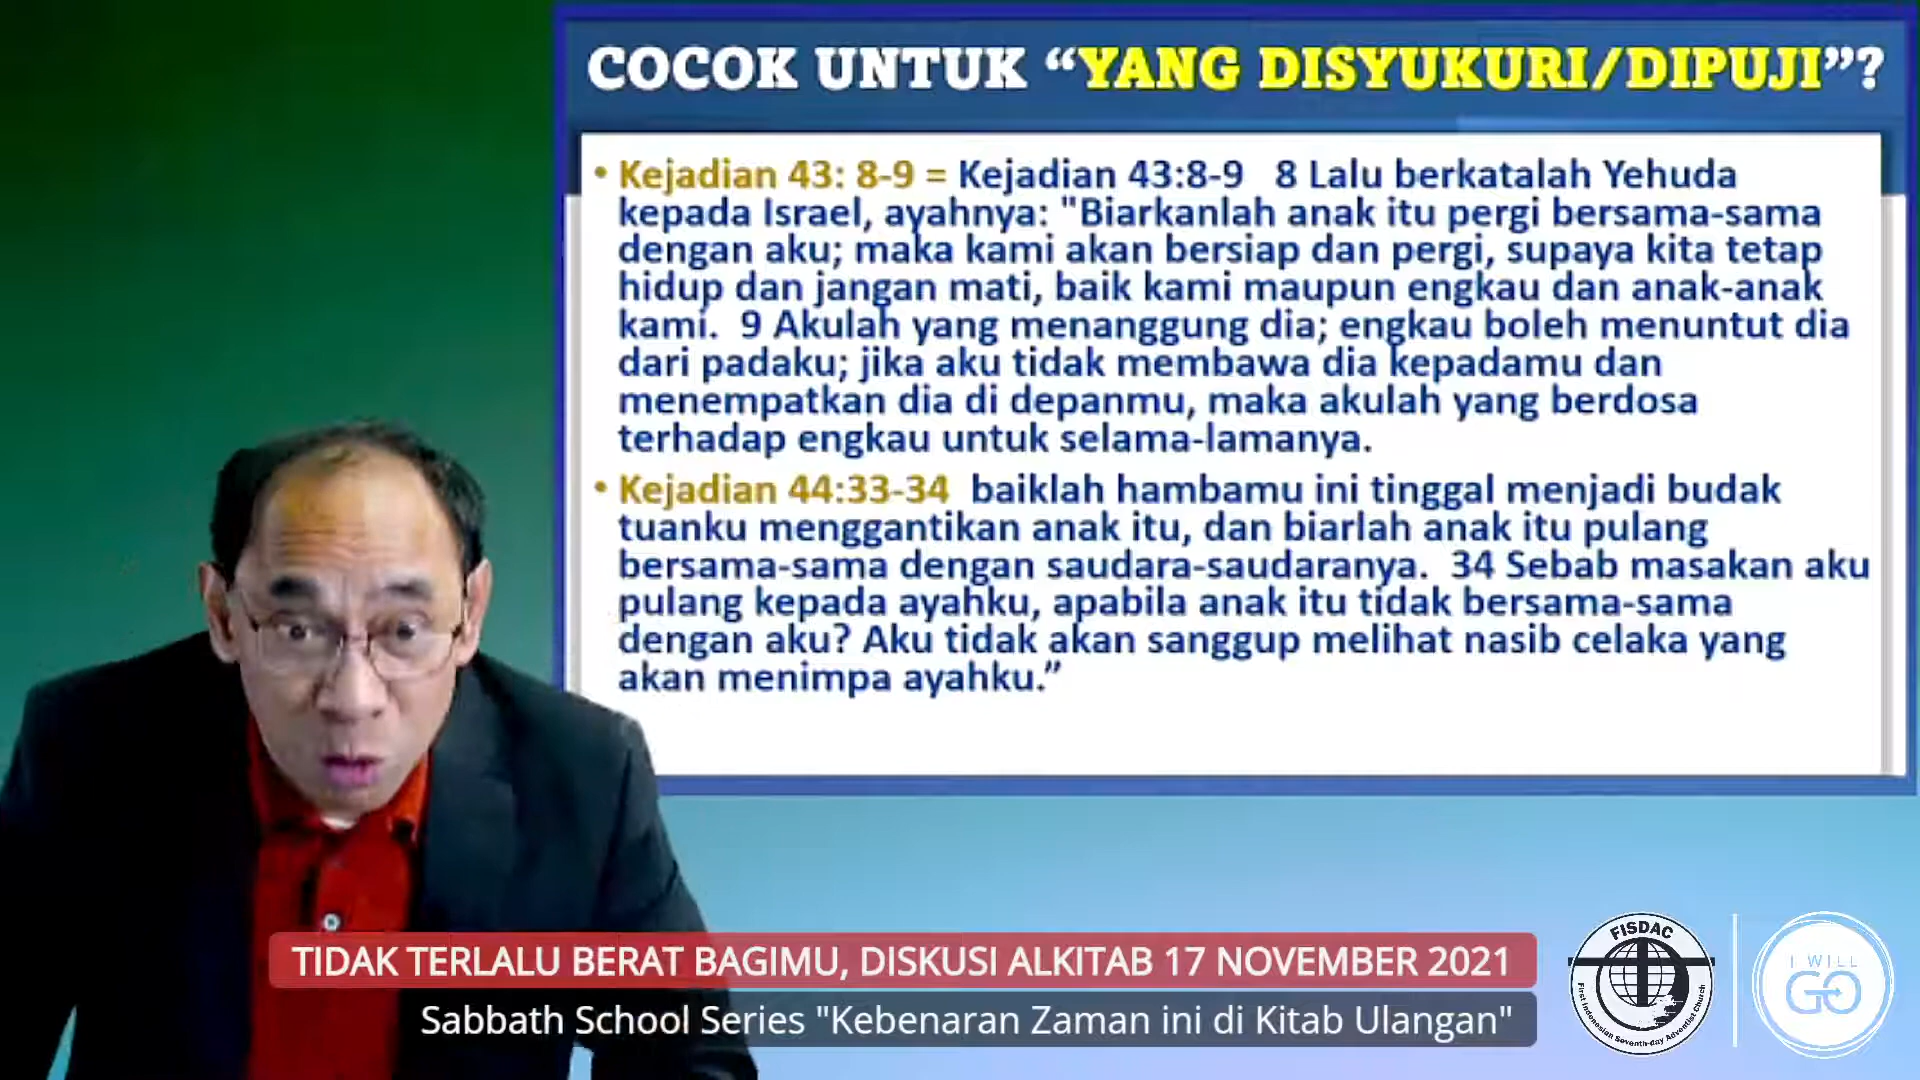 COCOK UNTUK “YANG DISYUKURI/DIPUJI”?
• Kejadian 43: 8-9 = Kejadian 43:8-9 8 Lalu berkatalah Yehuda
kepada Israel, ayahnya: "Biarkanlah anak itu pergi bersama-sama
dengan aku; maka kami akan bersiap dan pergi, supaya kita tetap
hidup dan jangan mati, baik kami maupun engkau dan anak-anak
kami. 9 Akulah yang menanggung dia; engkau boleh menuntut dia
dari padaku; jika aku tidak membawa dia kepadamu dan
menempatkan dia di depanmu, maka akulah yang berdosa
terhadap engkau untuk selama-lamanya.
• Kejadian 44:33-34 baiklah hambamu ini tinggal menjadi budak
tuanku menggantikan anak itu, dan biarlah anak itu pulang
bersama-sama dengan saudara-saudaranya. 34 Sebab masakan aku
pulang kepada ayahku, apabila anak itu tidak bersama-sama
dengan aku? Aku tidak akan sanggup melihat nasib celaka yang
akan menimpa ayahku.”
TIDAK TERLALU BERAT BAGIMU, DISKUSI ALKITAB 17 NOVEMBER 2021
Sabbath School Series "Kebenaran Zaman ini di Kitab Ulangan"
FISDAC
First Indonesian Seventh-day Adventist Church
I WILL
GO